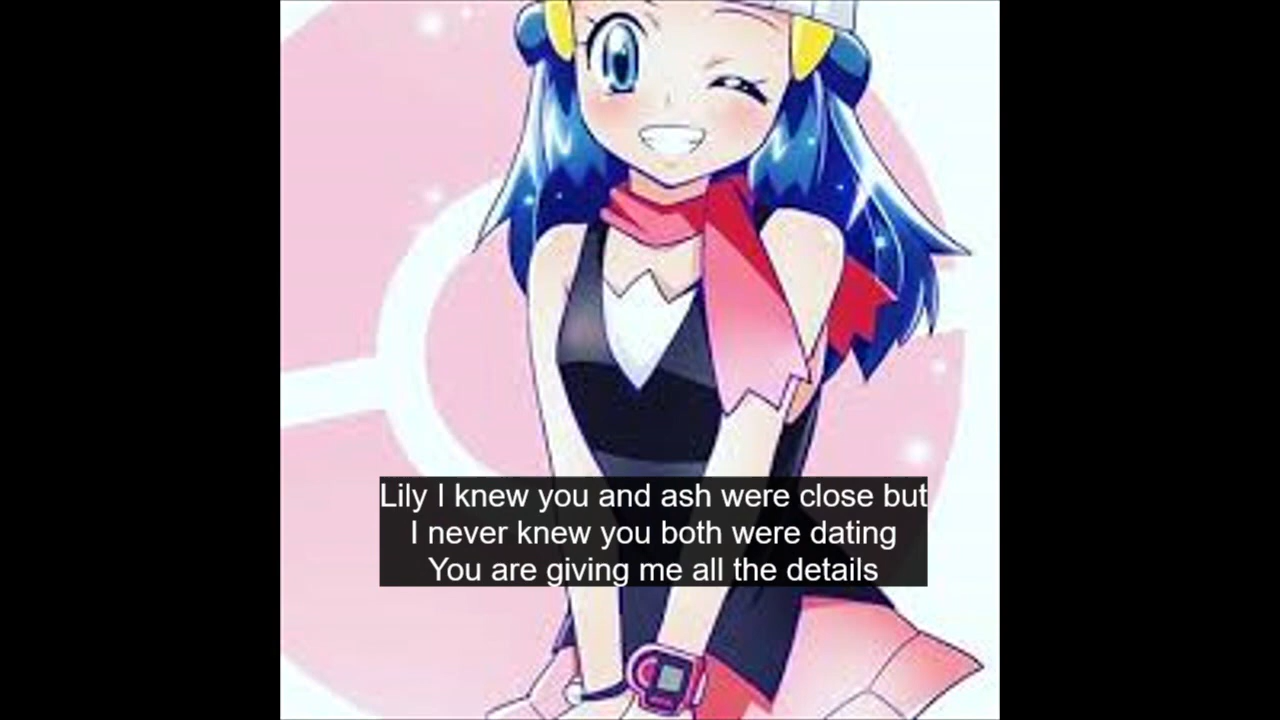 Lily I knew you and ash were close but
I never knew you both were dating
You are giving me all the details